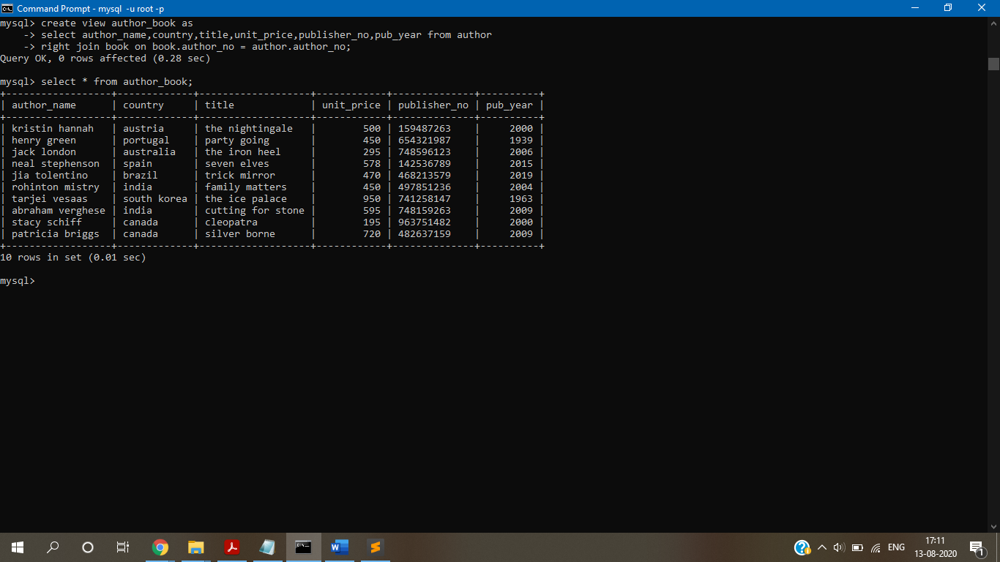 Command Prompt - mysql  -u root -p
mysql> create view author_book as
    -> select author_name,country,title,unit_price,publisher_no,pub_year from author
    -> right join book on book.author_no = author.author_no;
Query OK, 0 rows affected (0.28 sec)
mysql> select * from author_book;
+------------------+-------------+-------------------+------------+--------------+----------+
| author_name      | country     | title             | unit_price | publisher_no | pub_year |
+------------------+-------------+-------------------+------------+--------------+----------+
| kristin hannah   | austria     | the nightingale   |        500 | 159487263    |     2000 |
| henry green      | portugal    | party going       |        450 | 654321987    |     1939 |
| jack london      | australia   | the iron heel     |        295 | 748596123    |     2006 |
| neal stephenson  | spain       | seven elves       |        578 | 142536789    |     2015 |
| jia tolentino    | brazil      | trick mirror      |        470 | 468213579    |     2019 |
| rohinton mistry  | india       | family matters    |        450 | 497851236    |     2004 |
| tarjei vesaas    | south korea | the ice palace    |        950 | 741258147    |     1963 |
| abraham verghese | india       | cutting for stone |        595 | 748159263    |     2009 |
| stacy schiff     | canada      | cleopatra         |        195 | 963751482    |     2000 |
| patricia briggs  | canada      | silver borne      |        720 | 482637159    |     2009 |
+------------------+-------------+-------------------+------------+--------------+----------+
10 rows in set (0.01 sec)
mysql>
ENG
17:11
13-08-2020
1